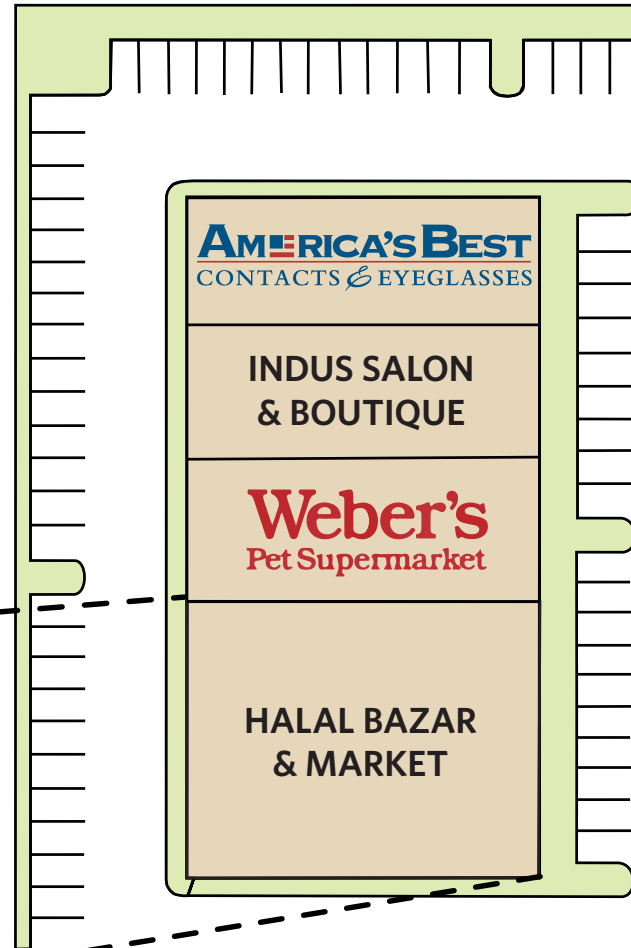 AMERICA'S BEST
CONTACTS & EYEGLASSES
INDUS SALON
& BOUTIQUE
Weber's
Pet Supermarket
HALAL BAZAR
& MARKET